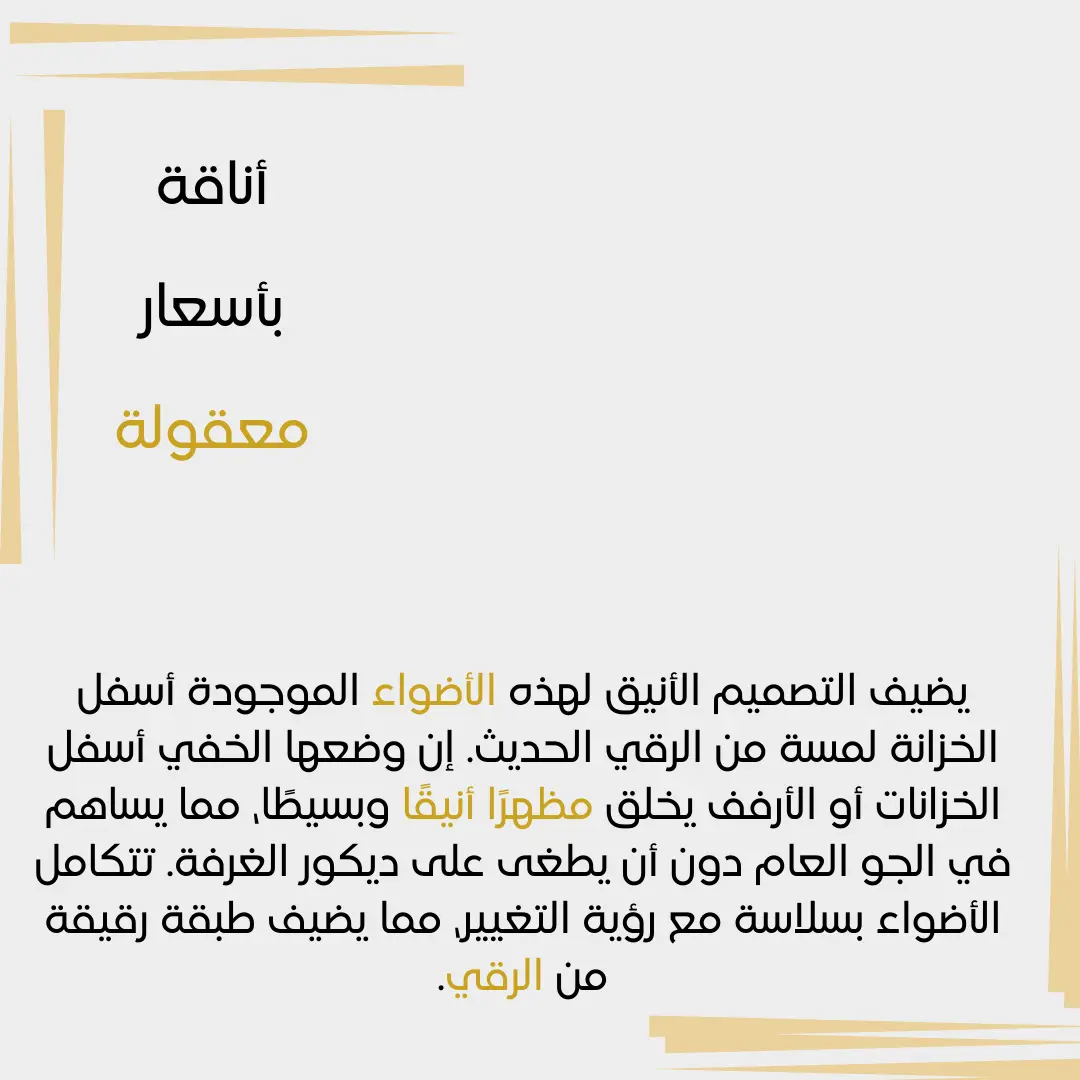 أناقة
بأسعار
معقولة
يضيف التصميم الأنيق لهذه الأضواء الموجودة أسفل
الخزانة لمسة من الرقي الحديث. إن وضعها الخفي أسفل
الخزانات أو الأرفف يخلق مظهرًا أنيقًا وبسيطًا، مما يساهم
في الجو العام دون أن يطغى على ديكور الغرفة. تتكامل
الأضواء بسلاسة مع رؤية التغيير، مما يضيف طبقة رقيقة
من الرقي.